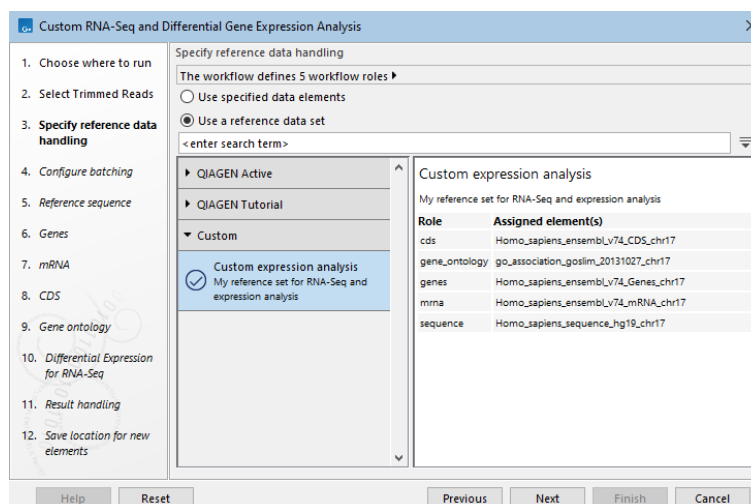 Custom RNA-Seq and Differential Gene Expression Analysis
1. Choose where to run
2. Select Trimmed Reads
3. Specify reference data
handling
4. Configure batching
5. Reference sequence
6. Genes
7. mRNA
8. CDS
9. Gene ontology
10. Differential Expression
for RNA-Seq
11. Result handling
12. Save location for new
elements
Specify reference data handling
The workflow defines 5 workflow roles
Use specified data elements
Use a reference data set
<enter search term>
QIAGEN Active
QIAGEN Tutorial
Custom
Custom expression analysis
My reference set for RNA-Seq and
expression analysis
Custom expression analysis
My reference set for RNA-Seq and expression analysis
Role Assigned element(s)
cds Homo_sapiens_ensembl_v74_CDS_chr17
gene_ontology go_association_goslim_20131027_chr17
genes Homo_sapiens_ensembl_v74_Genes_chr17
mrna Homo_sapiens_ensembl_v74_mRNA_chr17
sequence Homo_sapiens_sequence_hg19_chr17
Help Reset Previous Next Finish Cancel